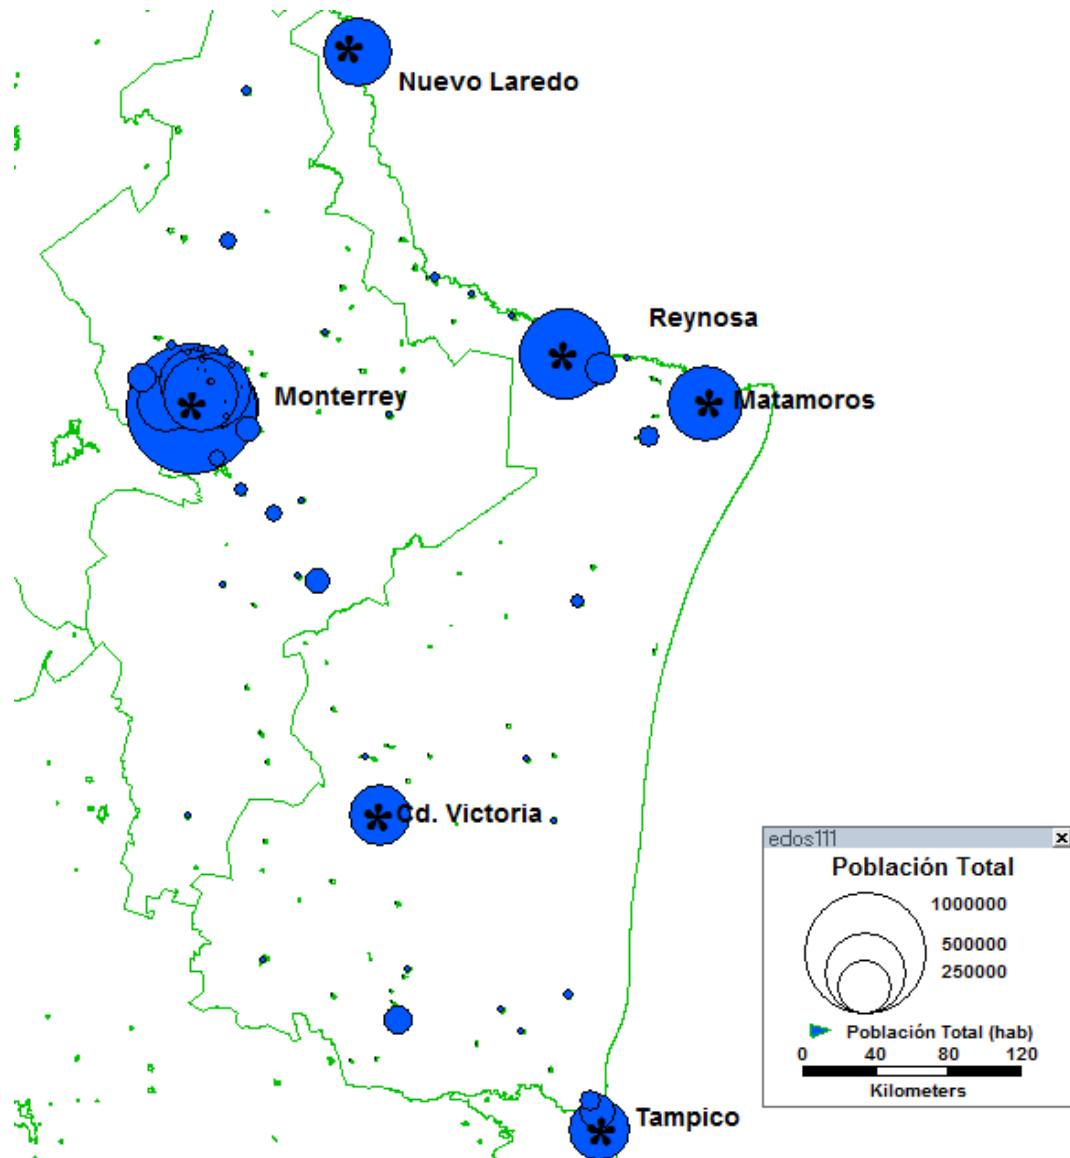 Nuevo Laredo
Reynosa
Monterrey
Matamoros
Cd. Victoria
edos111
Población Total
1000000
500000
250000
Población Total (hab)
0 40 80 120
Kilometers
Tampico